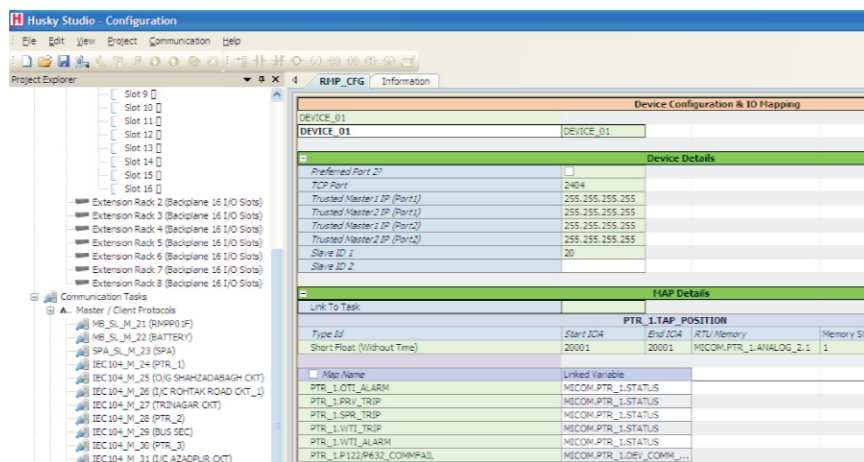 Husky Studio - Configuration
File Edit View Project Communication Help
Project Explorer
Slot 9 []
Slot 10 []
Slot 11 []
Slot 12 []
Slot 13 []
Slot 14 []
Slot 15 []
Slot 16 []
Extension Rack 2 (Backplane 16 I/O Slots)
Extension Rack 3 (Backplane 16 I/O Slots)
Extension Rack 4 (Backplane 16 I/O Slots)
Extension Rack 5 (Backplane 16 I/O Slots)
Extension Rack 6 (Backplane 16 I/O Slots)
Extension Rack 7 (Backplane 16 I/O Slots)
Extension Rack 8 (Backplane 16 I/O Slots)
Communication Tasks
Master / Client Protocols
MB_SL_M_21 (RMPP01F)
MB_SL_M_22 (BATTERY)
SPA_SL_M_23 (SPA)
IEC104_M_24 (PTR_1)
IEC104_M_25 (O/G SHAHZADABAGH CKT)
IEC104_M_26 (I/C ROHTAK ROAD CKT_1)
IEC104_M_27 (TRINAGAR CKT)
IEC104_M_28 (PTR_2)
IEC104_M_29 (BUS SEC)
IEC104_M_30 (PTR_3)
IEC104_M_31 (I/C AZADPUR CKT)
RMP_CFG Information
Device Configuration & IO Mapping
DEVICE_01
DEVICE_01 DEVICE_01
Device Details
Preferred Port 2?
TCP Port 2404
Trusted Master1 IP (Port1) 255.255.255.255
Trusted Master2 IP (Port1) 255.255.255.255
Trusted Master1 IP (Port2) 255.255.255.255
Trusted Master2 IP (Port2) 255.255.255.255
Slave ID 1 20
Slave ID 2
MAP Details
Link To Task
PTR_1.TAP_POSITION
Type Id Start IOA End IOA RTU Memory Memory St
Short Float (Without Time) 20001 20001 MICOM.PTR_1.ANALOG_2.1 1
Map Name Linked Variable
PTR_1.OTI_ALARM MICOM.PTR_1.STATUS
PTR_1.PRV_TRIP MICOM.PTR_1.STATUS
PTR_1.SPR_TRIP MICOM.PTR_1.STATUS
PTR_1.WTI_TRIP MICOM.PTR_1.STATUS
PTR_1.WTI_ALARM MICOM.PTR_1.STATUS
PTR_1.P122/P632_COMMFAIL MICOM.PTR_1.DEV_COMM_...